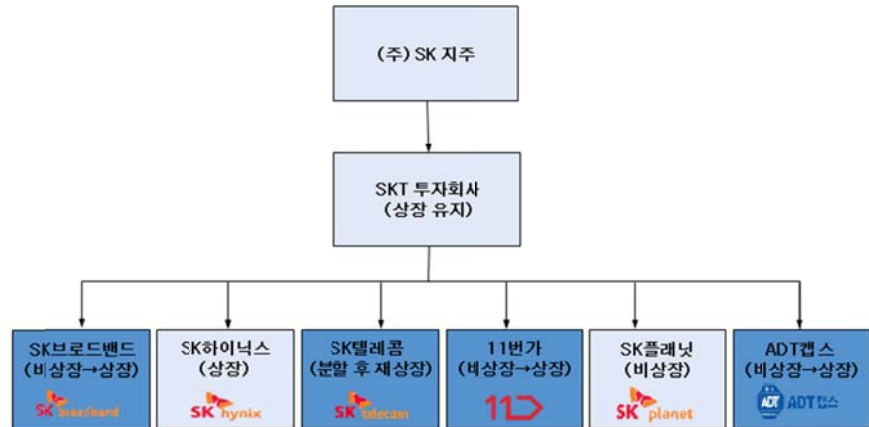 (주) SK 지주
SKT 투자회사
(상장 유지)
SK브로드밴드
(비상장→상장)
SK broadband
SK하이닉스
(상장)
SK hynix
SK텔레콤
(분할 후 재상장)
SK telecom
11번가
(비상장→상장)
11
SK플래닛
(비상장)
SK planet
ADT캡스
(비상장→상장)
ADT ADT캡스